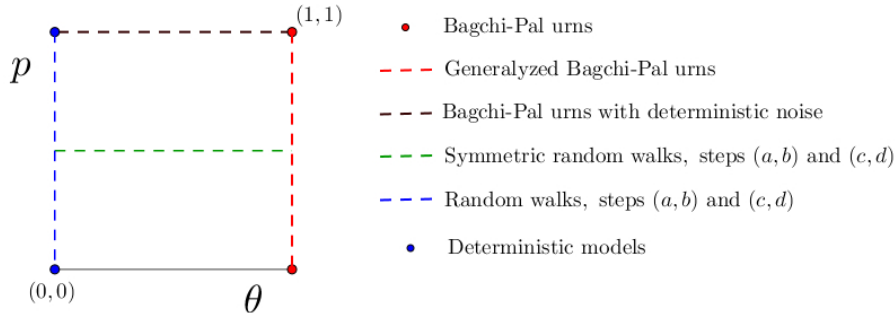 (1, 1)
p
(0, 0)
θ
Bagchi-Pal urns
Generalyzed Bagchi-Pal urns
Bagchi-Pal urns with deterministic noise
Symmetric random walks, steps (a, b) and (c, d)
Random walks, steps (a, b) and (c, d)
Deterministic models